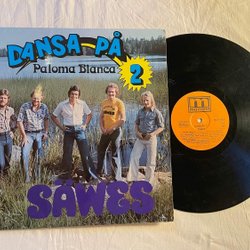 DANSA PÅ
Paloma Blanca
2
SAWES